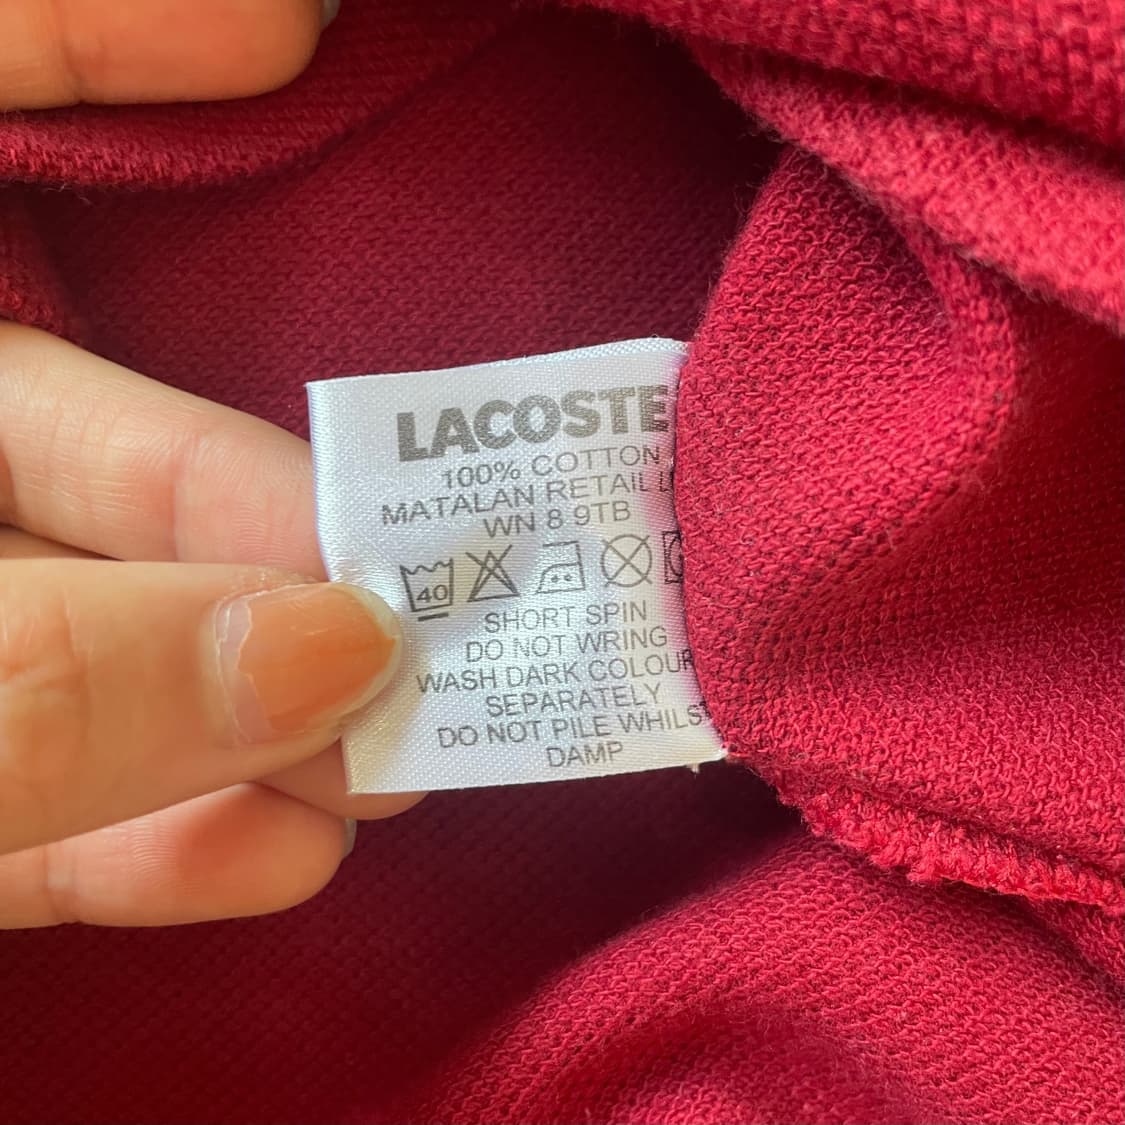 LACOSTE
100% COTTON
MATALAN RETAIL L
WN 8 9TB
40
SHORT SPIN
DO NOT WRING
WASH DARK COLOUR
SEPARATELY
DO NOT PILE WHILST
DAMP